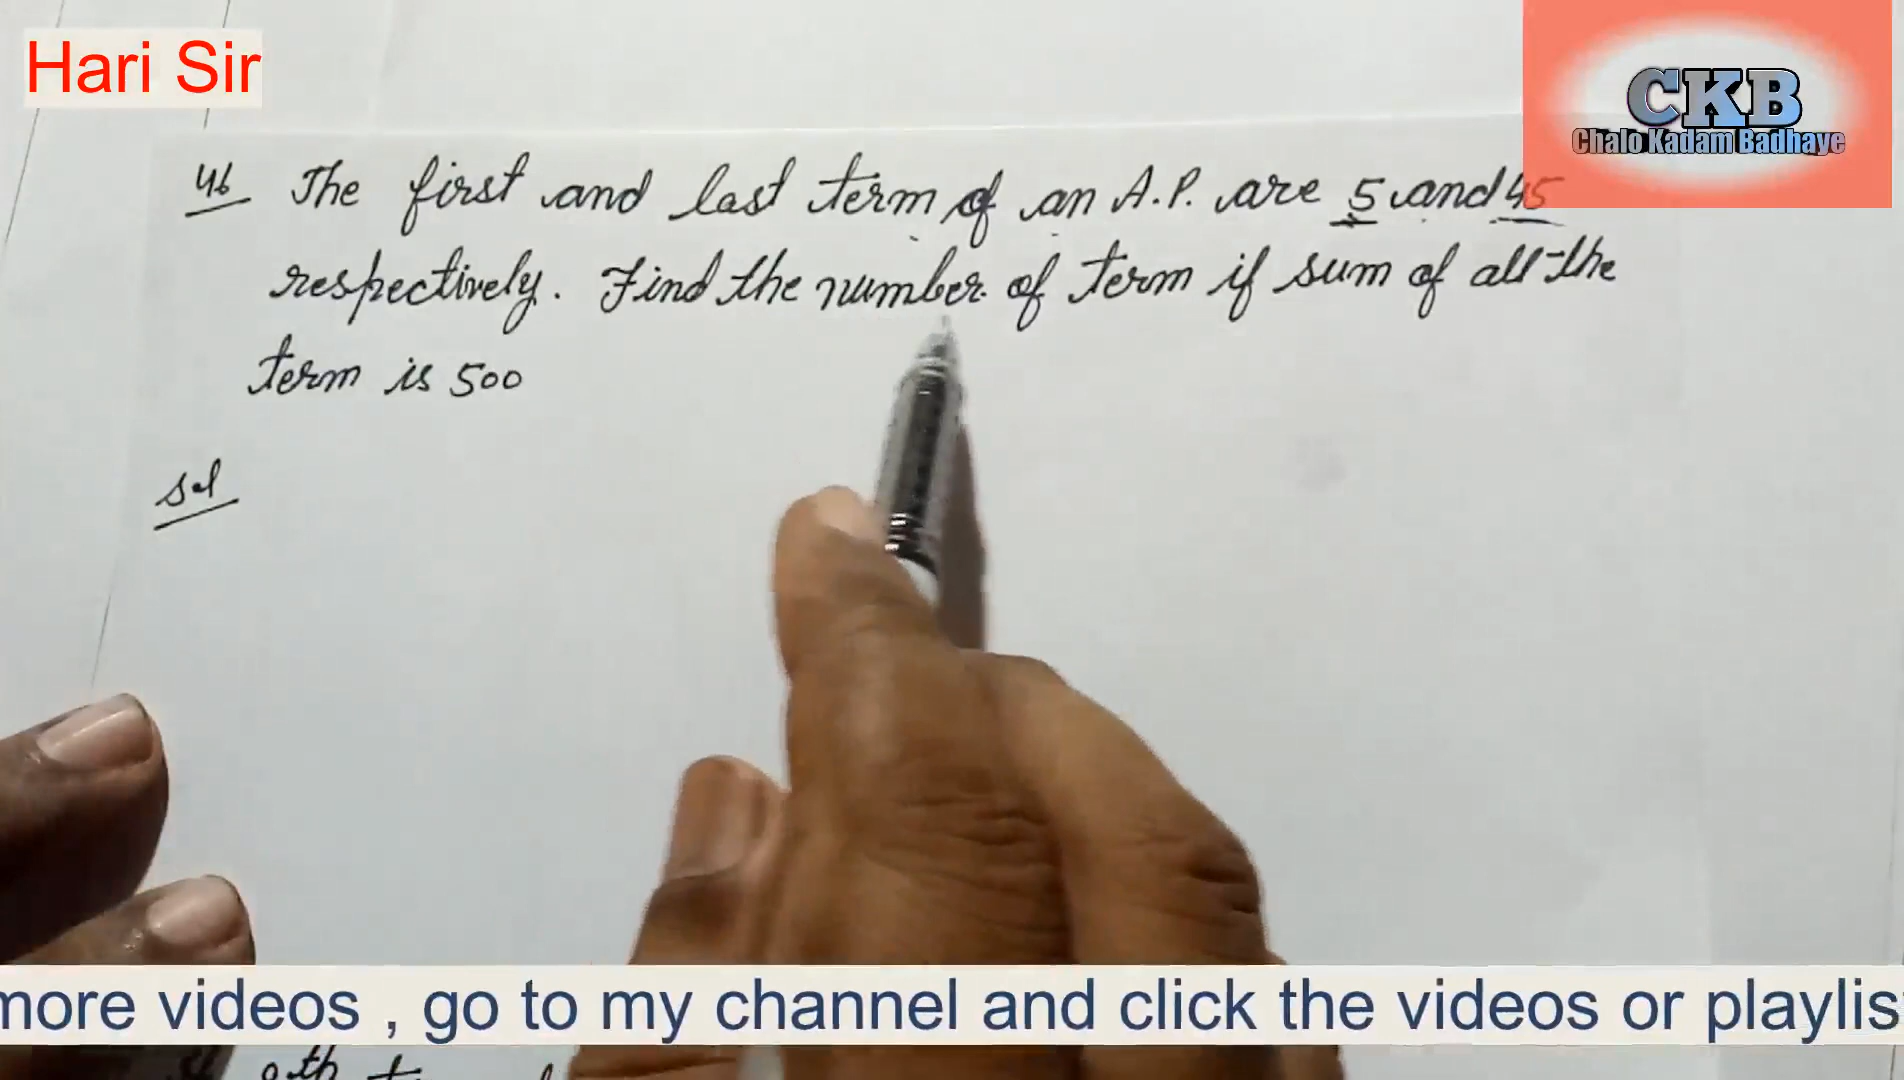 Hari Sir
CKB
Chalo Kadam Badhaye
46 The first and last term of an A.P. are 5 and 45
respectively. Find the number of term if sum of all the
term is 500
Sol
more videos , go to my channel and click the videos or playlis
9th